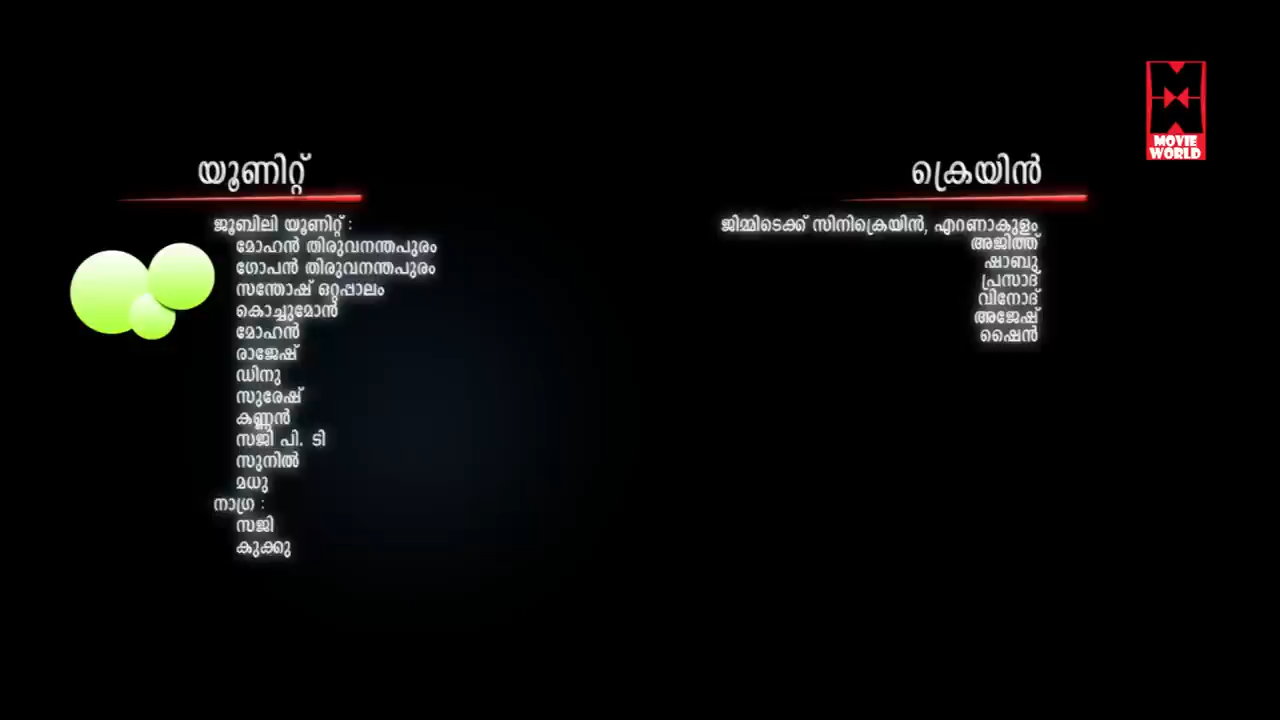 യൂണിറ്റ്
ജൂബിലി യൂണിറ്റ് :
മോഹൻ തിരുവനന്തപുരം
ഗോപൻ തിരുവനന്തപുരം
സന്തോഷ് ഒറ്റപ്പാലം
കൊച്ചുമോൻ
മോഹൻ
രാജേഷ്
ഡിനു
സുരേഷ്
കണ്ണൻ
സജി പി. ടി
സുനിൽ
മധു
നാഗ്ര :
സജി
കുക്കു
ക്രെയിൻ
ജിമ്മിടെക്ക് സിനിക്രെയിൻ, എറണാകുളം
അജിത്ത്
ഷാബു
പ്രസാദ്
വിനോദ്
അജേഷ്
ഷൈൻ
MOVIE
WORLD